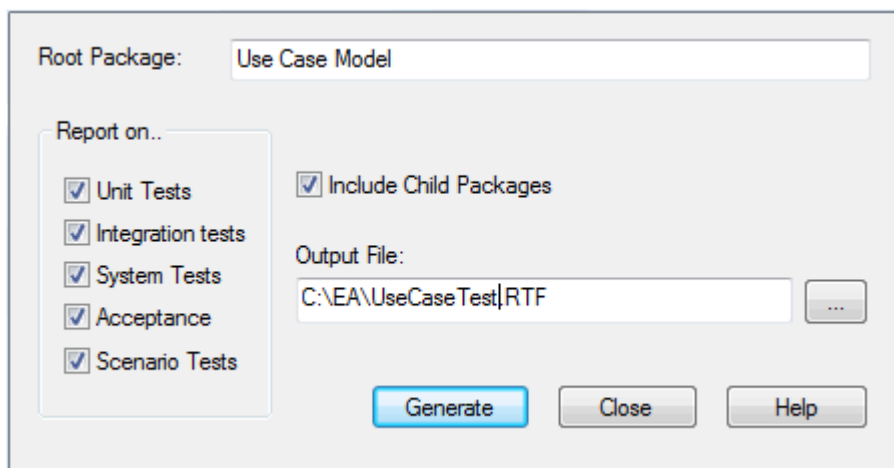 Root Package:
Use Case Model
Report on..
Unit Tests
Include Child Packages
Integration tests
System Tests
Output File:
C:\EA\UseCaseTest.RTF
...
Acceptance
Scenario Tests
Generate
Close
Help